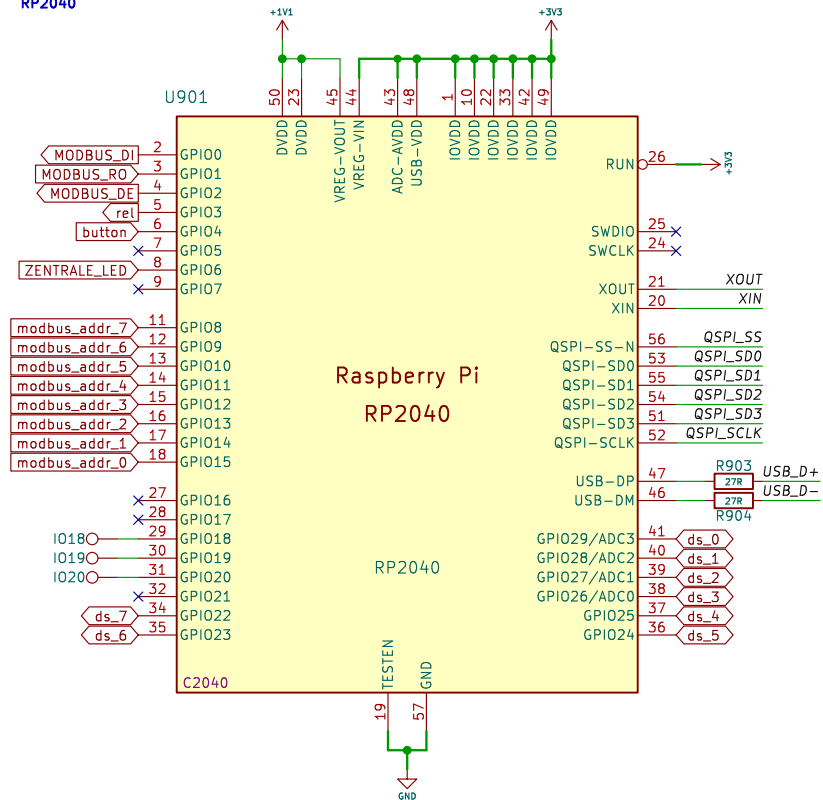 RP2040
+1V1
+3V3
U901
50
23
45
44
43
48
1
10
22
33
42
49
DVDD
DVDD
VREG-VOUT
VREG-VIN
ADC-AVDD
USB-VDD
IOVDD
IOVDD
IOVDD
IOVDD
IOVDD
IOVDD
MODBUS_DI 2 GPIO0
MODBUS_RO 3 GPIO1
MODBUS_DE 4 GPIO2
rel 5 GPIO3
button 6 GPIO4
7 GPIO5
ZENTRALE_LED 8 GPIO6
9 GPIO7
modbus_addr_7 11 GPIO8
modbus_addr_6 12 GPIO9
modbus_addr_5 13 GPIO10
modbus_addr_4 14 GPIO11
modbus_addr_3 15 GPIO12
modbus_addr_2 16 GPIO13
modbus_addr_1 17 GPIO14
modbus_addr_0 18 GPIO15
27 GPIO16
28 GPIO17
IO18 29 GPIO18
IO19 30 GPIO19
IO20 31 GPIO20
32 GPIO21
ds_7 34 GPIO22
ds_6 35 GPIO23
Raspberry Pi
RP2040
RP2040
RUN 26 +3V3
SWDIO 25
SWCLK 24
XOUT 21 XOUT
XIN 20 XIN
QSPI-SS-N 56 QSPI_SS
QSPI-SD0 53 QSPI_SD0
QSPI-SD1 55 QSPI_SD1
QSPI-SD2 54 QSPI_SD2
QSPI-SD3 51 QSPI_SD3
QSPI-SCLK 52 QSPI_SCLK
R903
USB-DP 47 27R USB_D+
USB-DM 46 27R USB_D-
R904
GPIO29/ADC3 41 ds_0
GPIO28/ADC2 40 ds_1
GPIO27/ADC1 39 ds_2
GPIO26/ADC0 38 ds_3
GPIO25 37 ds_4
GPIO24 36 ds_5
C2040
TESTEN
GND
19
57
GND